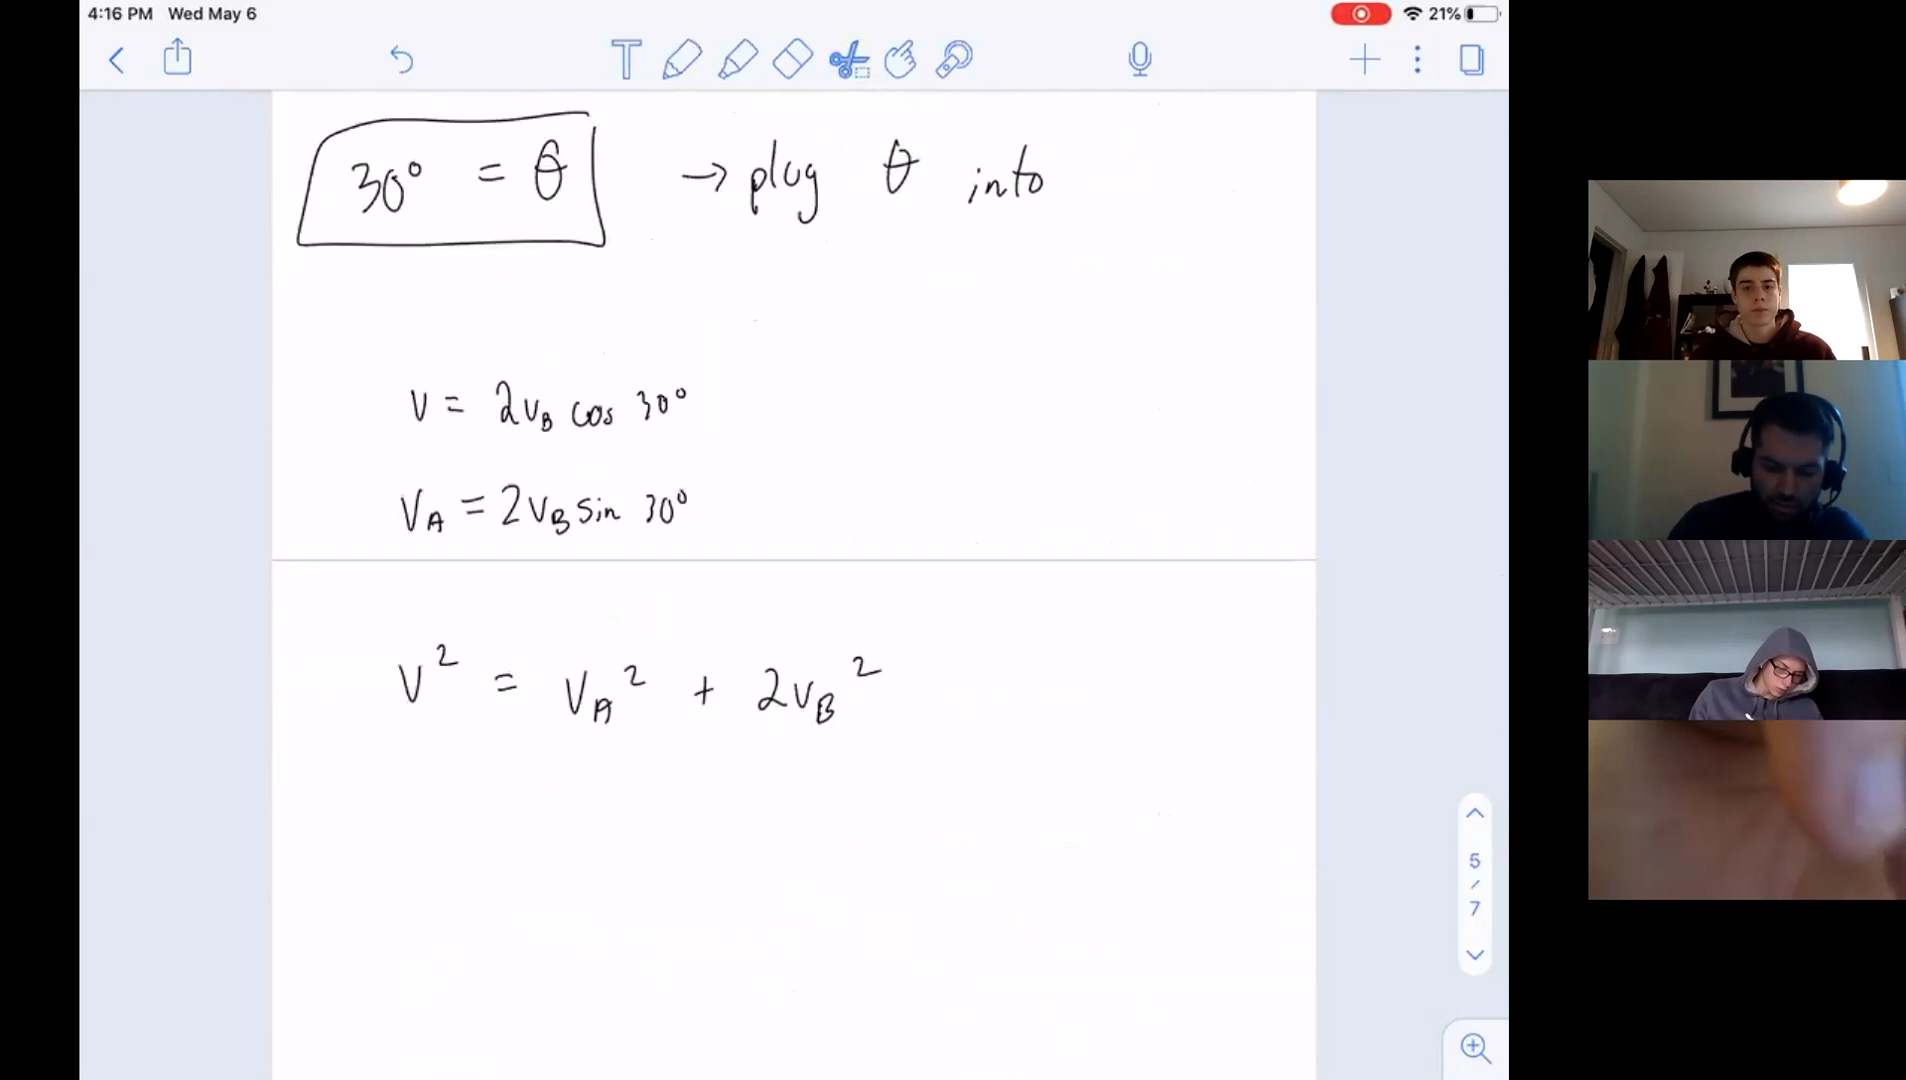 4:16 PM Wed May 6
21%
T
30° = θ → plug θ into
v = 2v_B cos 30°
v_A = 2v_B sin 30°
v² = v_A² + 2v_B²
5
/
7